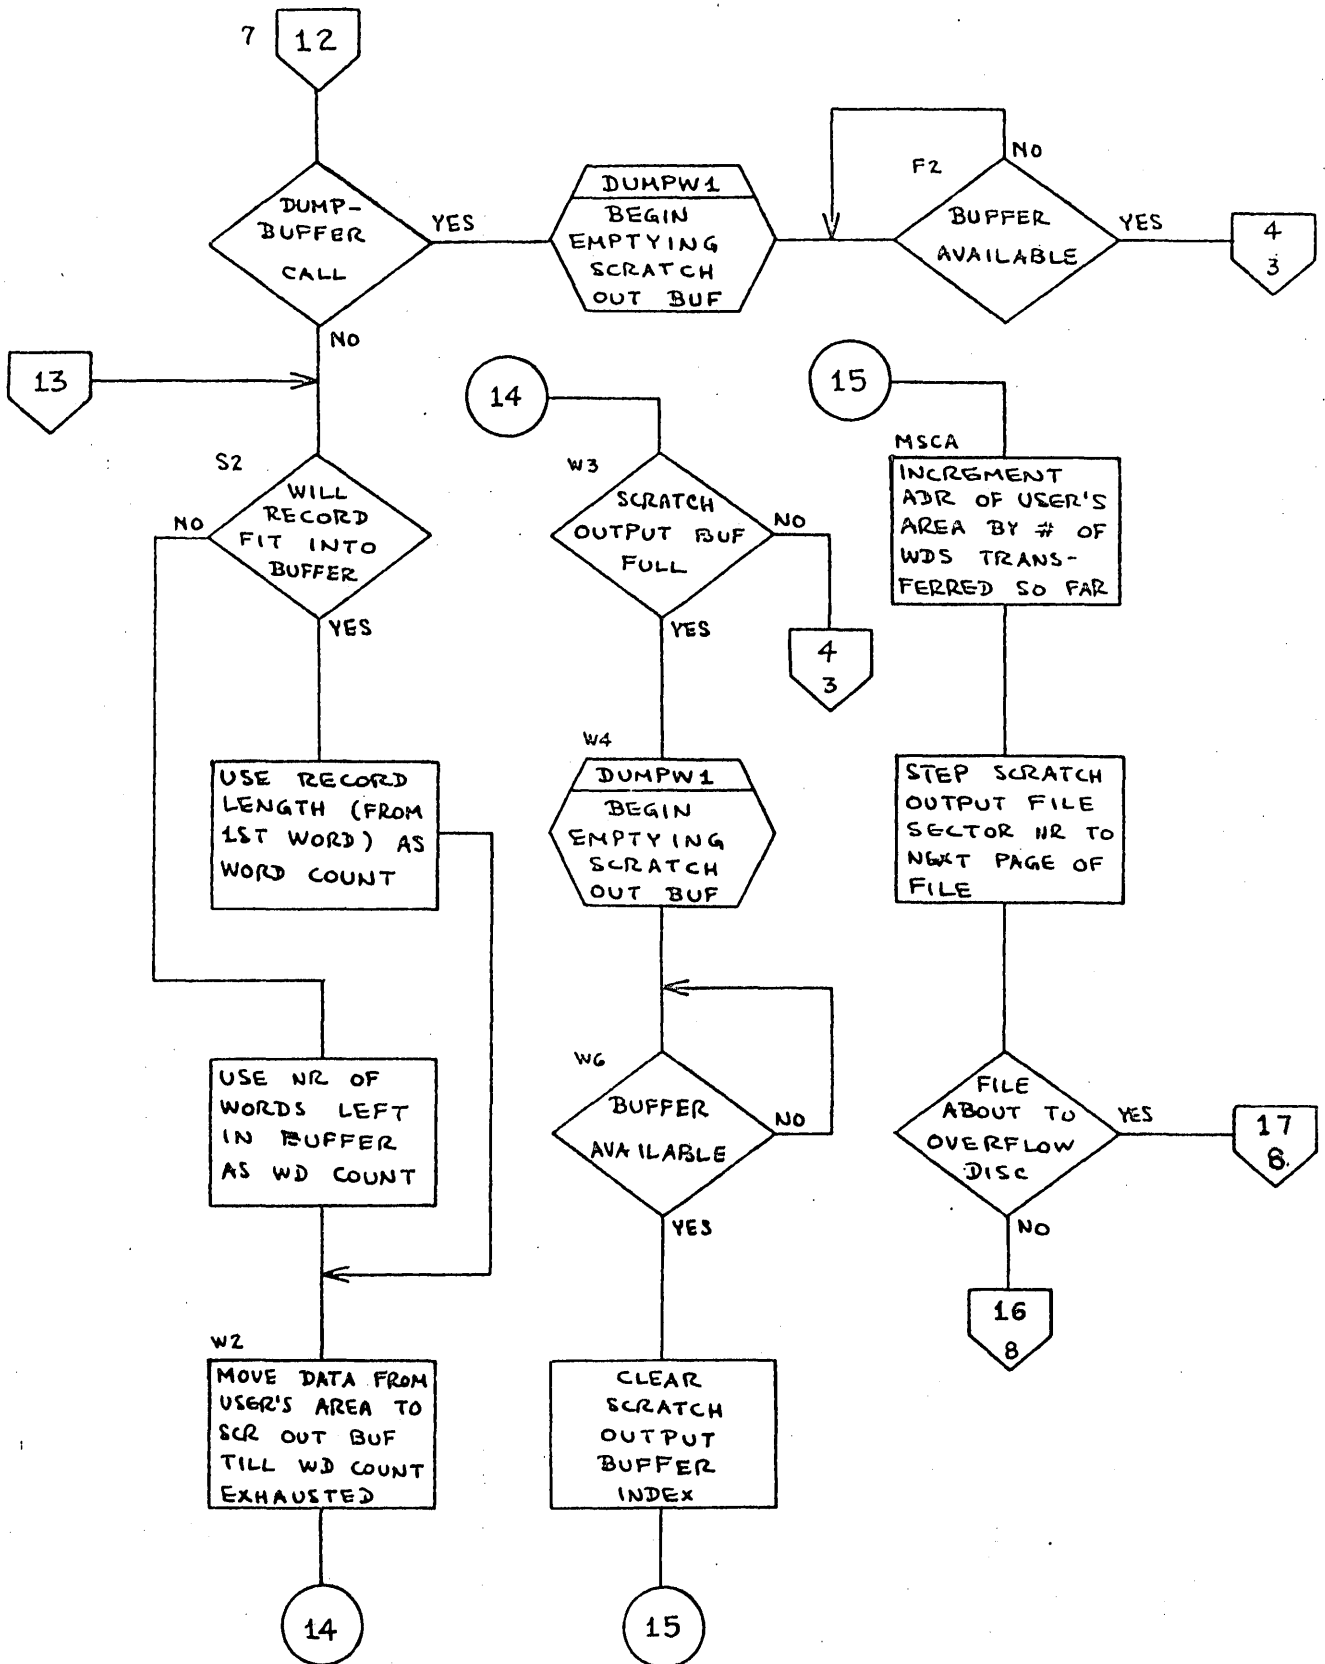 7
12
DUMP-
BUFFER
CALL
YES
NO
DUMPW1
BEGIN
EMPTYING
SCRATCH
OUT BUF
F2
NO
BUFFER
AVAILABLE
YES
4
3
13
S2
WILL
RECORD
FIT INTO
BUFFER
NO
YES
USE RECORD
LENGTH (FROM
1ST WORD) AS
WORD COUNT
USE NR OF
WORDS LEFT
IN BUFFER
AS WD COUNT
W2
MOVE DATA FROM
USER'S AREA TO
SCR OUT BUF
TILL WD COUNT
EXHAUSTED
14
14
W3
SCRATCH
OUTPUT BUF
FULL
NO
4
3
YES
W4
DUMPW1
BEGIN
EMPTYING
SCRATCH
OUT BUF
W6
BUFFER
AVAILABLE
NO
YES
CLEAR
SCRATCH
OUTPUT
BUFFER
INDEX
15
15
MSCA
INCREMENT
ADR OF USER'S
AREA BY # OF
WDS TRANS-
FERRED SO FAR
STEP SCRATCH
OUTPUT FILE
SECTOR NR TO
NEXT PAGE OF
FILE
FILE
ABOUT TO
OVERFLOW
DISC
YES
17
8
NO
16
8